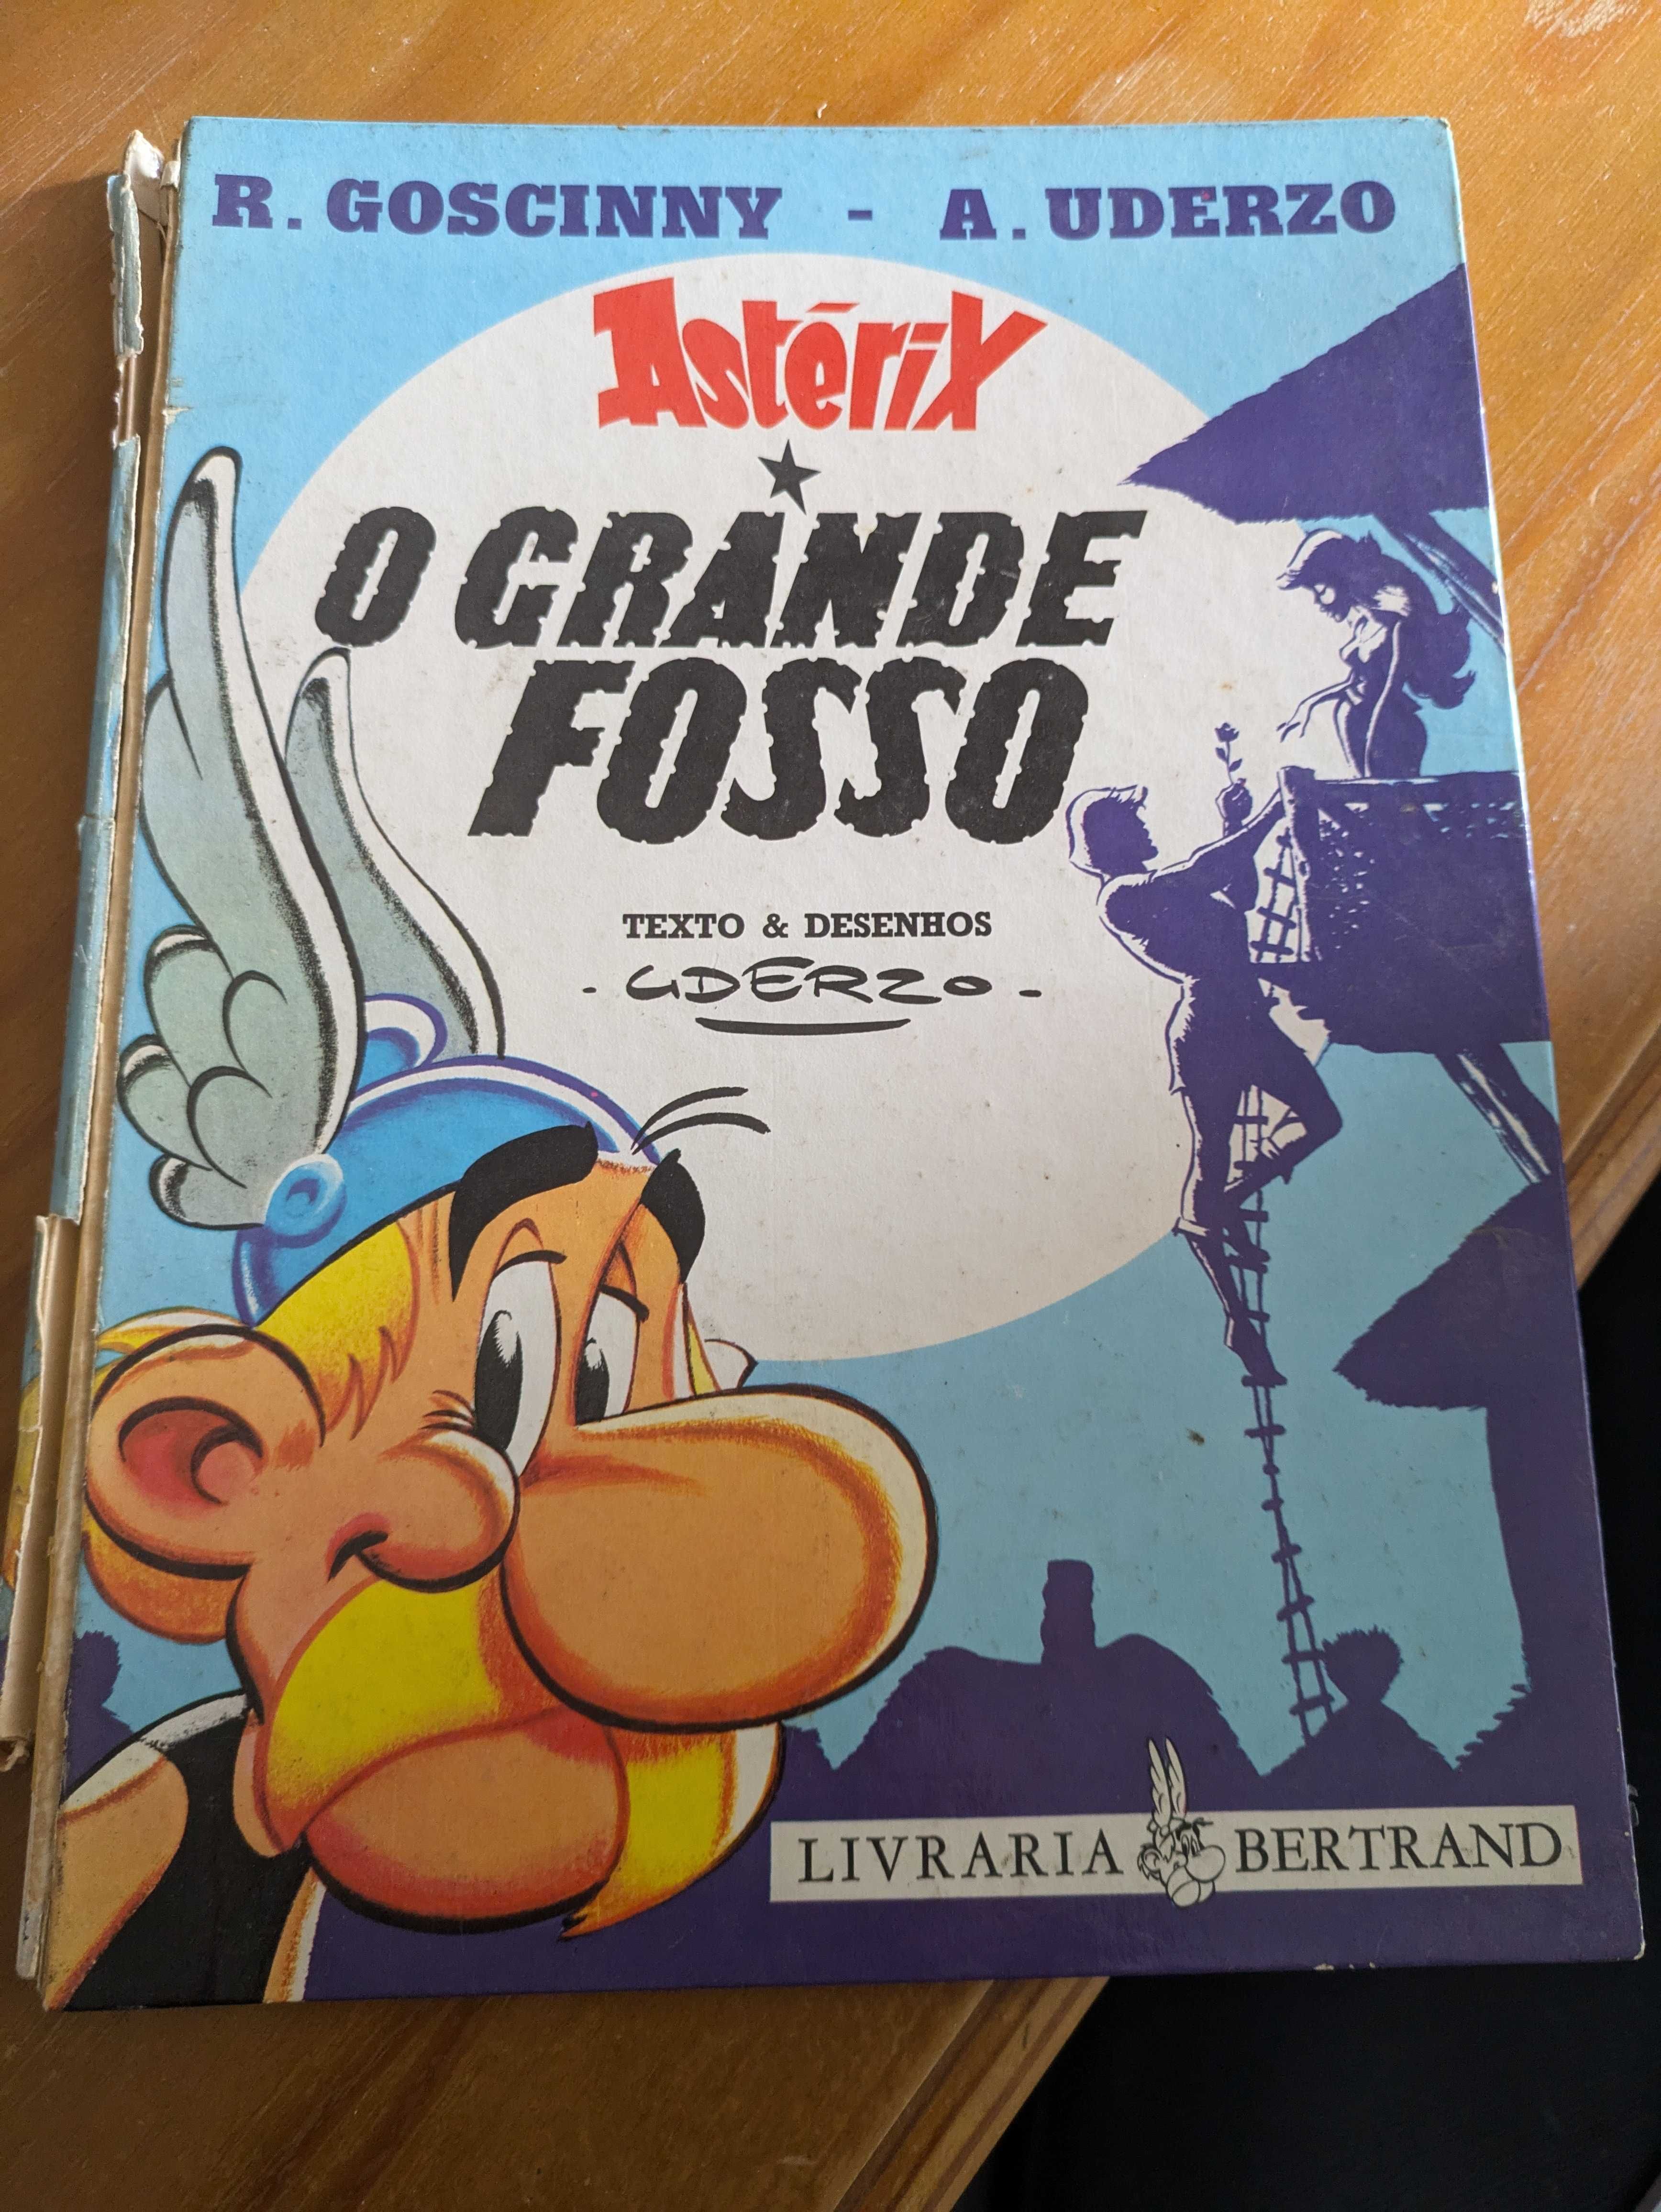 R. GOSCINNY - A. UDERZO
Astérix
O GRANDE
FOSSO
TEXTO & DESENHOS
- UDERZO -
LIVRARIA BERTRAND